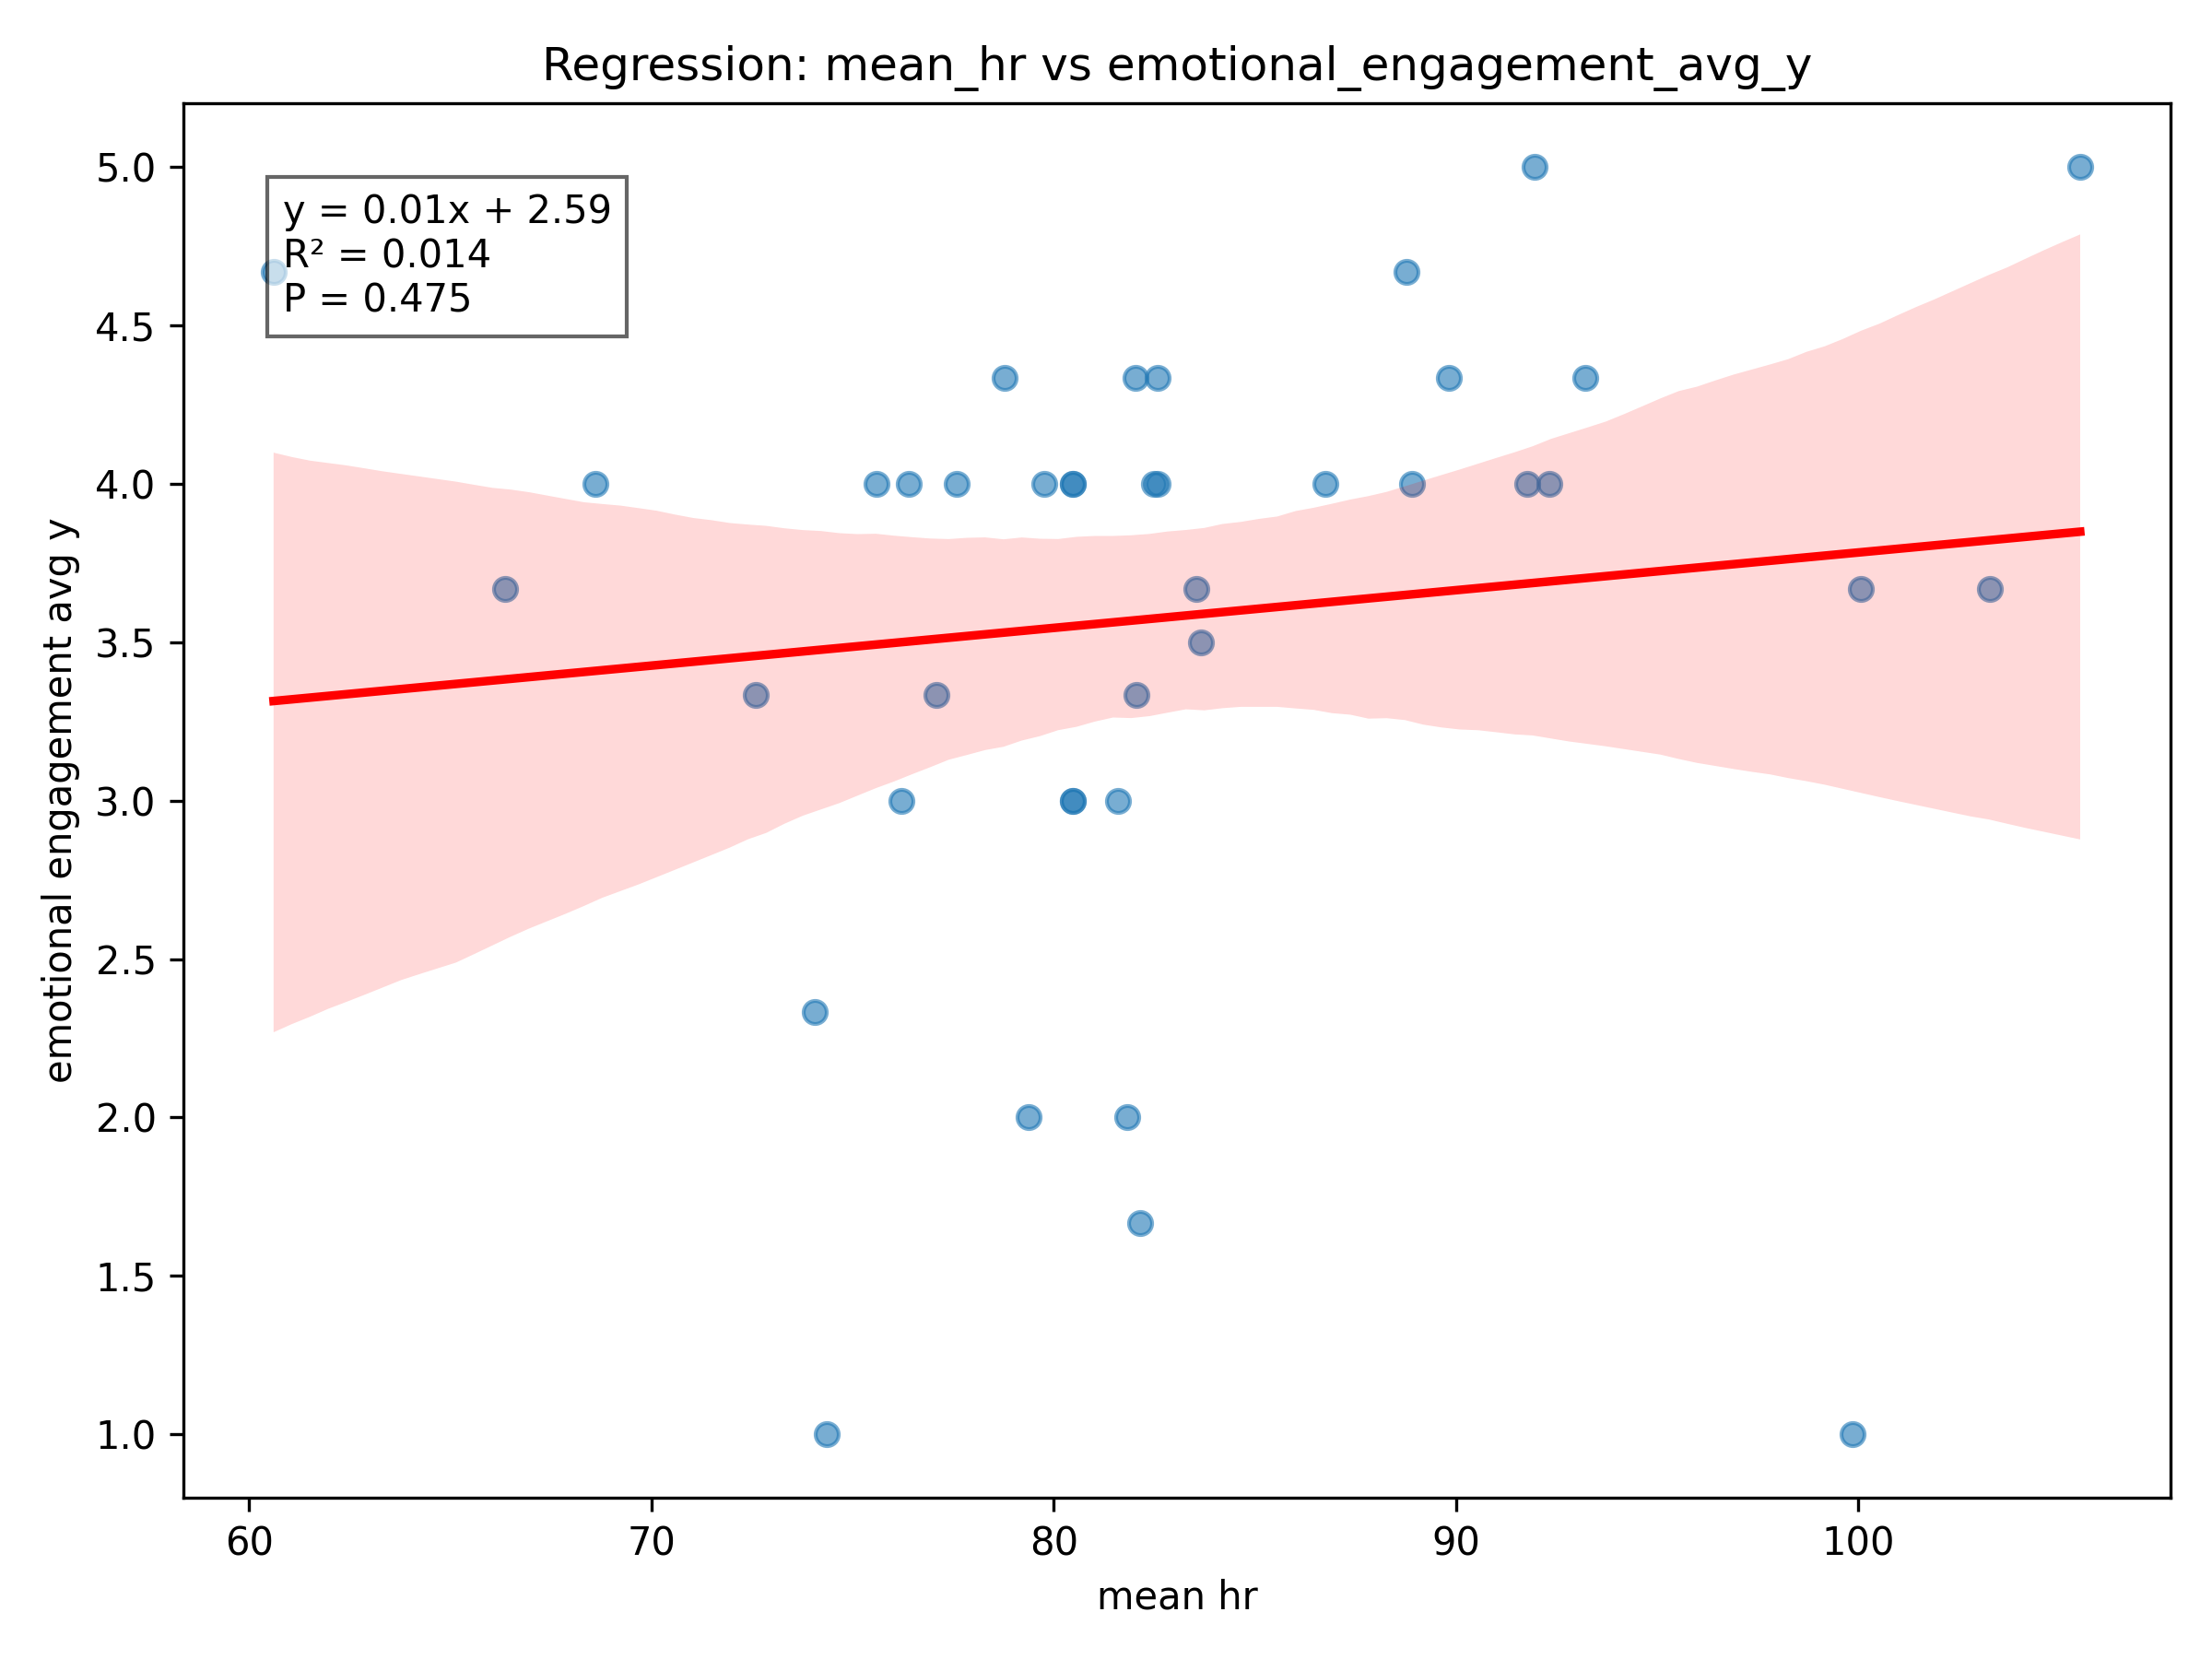 Regression: mean_hr vs emotional_engagement_avg_y
y = 0.01x + 2.59
R² = 0.014
P = 0.475
emotional engagement avg y
5.0
4.5
4.0
3.5
3.0
2.5
2.0
1.5
1.0
60 70 80 90 100
mean hr